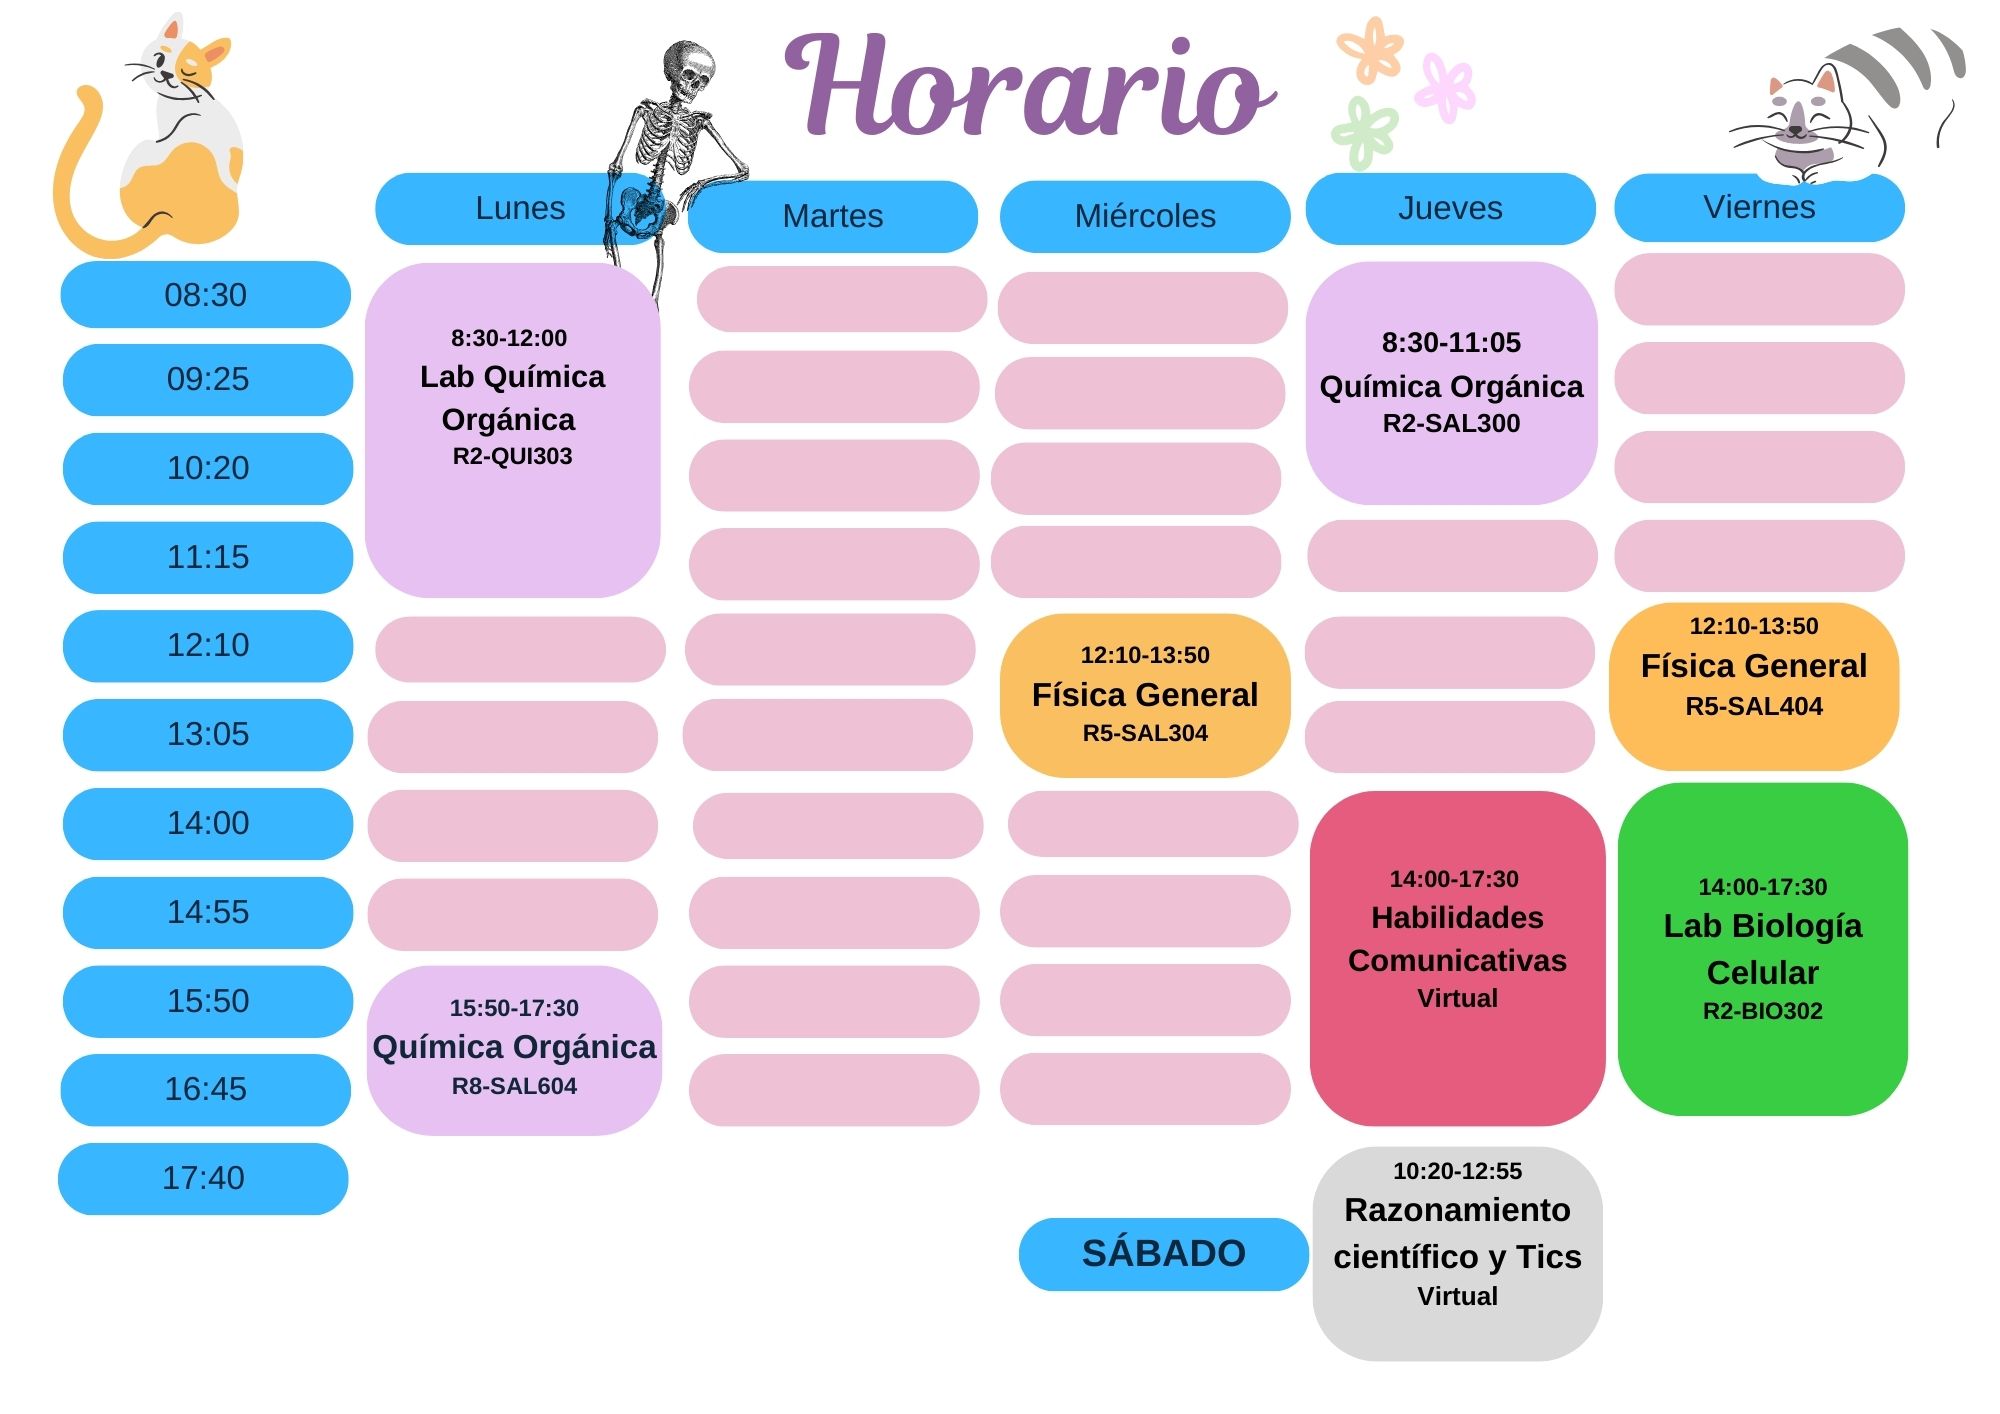 Horario
Lunes
Martes
Miércoles
Jueves
Viernes
08:30
09:25
10:20
11:15
12:10
13:05
14:00
14:55
15:50
16:45
17:40
8:30-12:00
Lab Química
Orgánica
R2-QUI303
15:50-17:30
Química Orgánica
R8-SAL604
12:10-13:50
Física General
R5-SAL304
8:30-11:05
Química Orgánica
R2-SAL300
14:00-17:30
Habilidades
Comunicativas
Virtual
12:10-13:50
Física General
R5-SAL404
14:00-17:30
Lab Biología
Celular
R2-BIO302
SÁBADO
10:20-12:55
Razonamiento
científico y Tics
Virtual